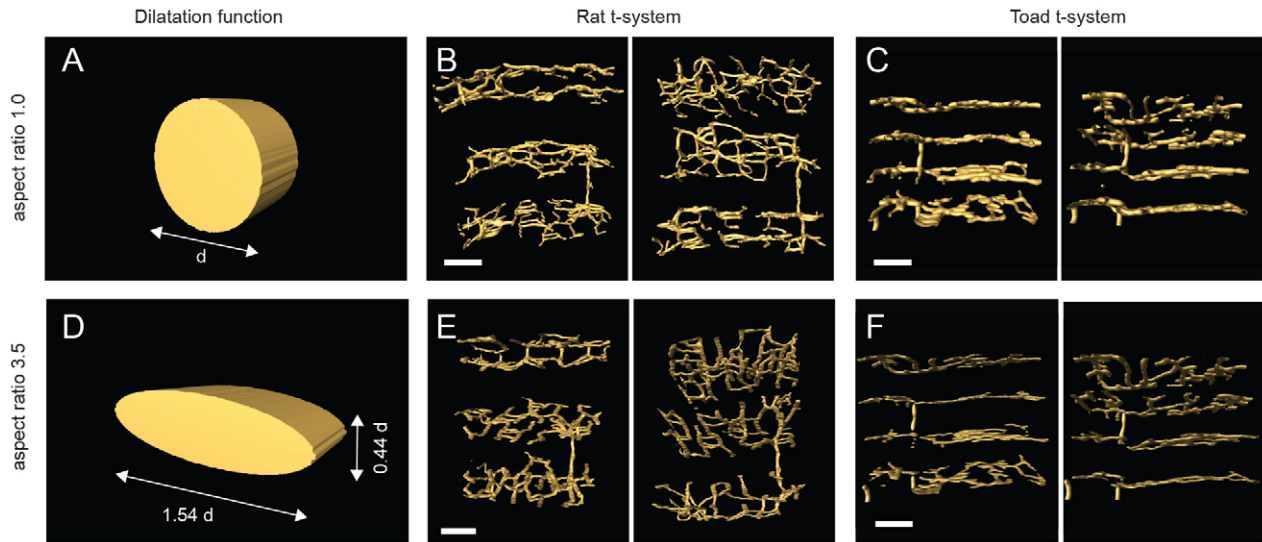 Dilatation function
Rat t-system
Toad t-system
aspect ratio 1.0
A
d
B
C
aspect ratio 3.5
D
0.44 d
1.54 d
E
F